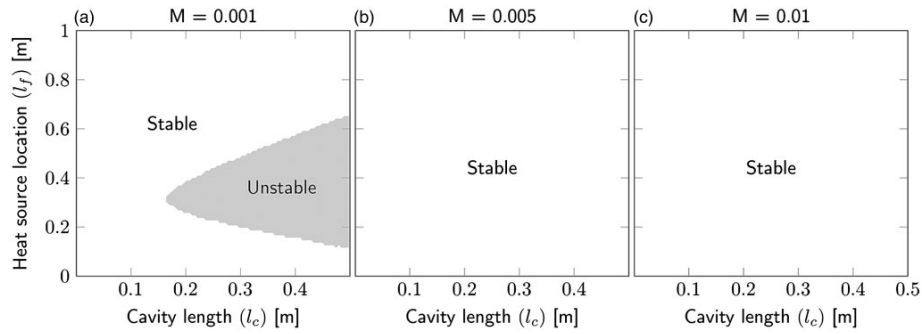 (a) M = 0.001 (b) M = 0.005 (c) M = 0.01
Heat source location (l_f) [m]
1
0.8
0.6
0.4
0.2
0
Stable
Unstable
Stable
Stable
0.1 0.2 0.3 0.4 0.1 0.2 0.3 0.4 0.1 0.2 0.3 0.4 0.5
Cavity length (l_c) [m] Cavity length (l_c) [m] Cavity length (l_c) [m]